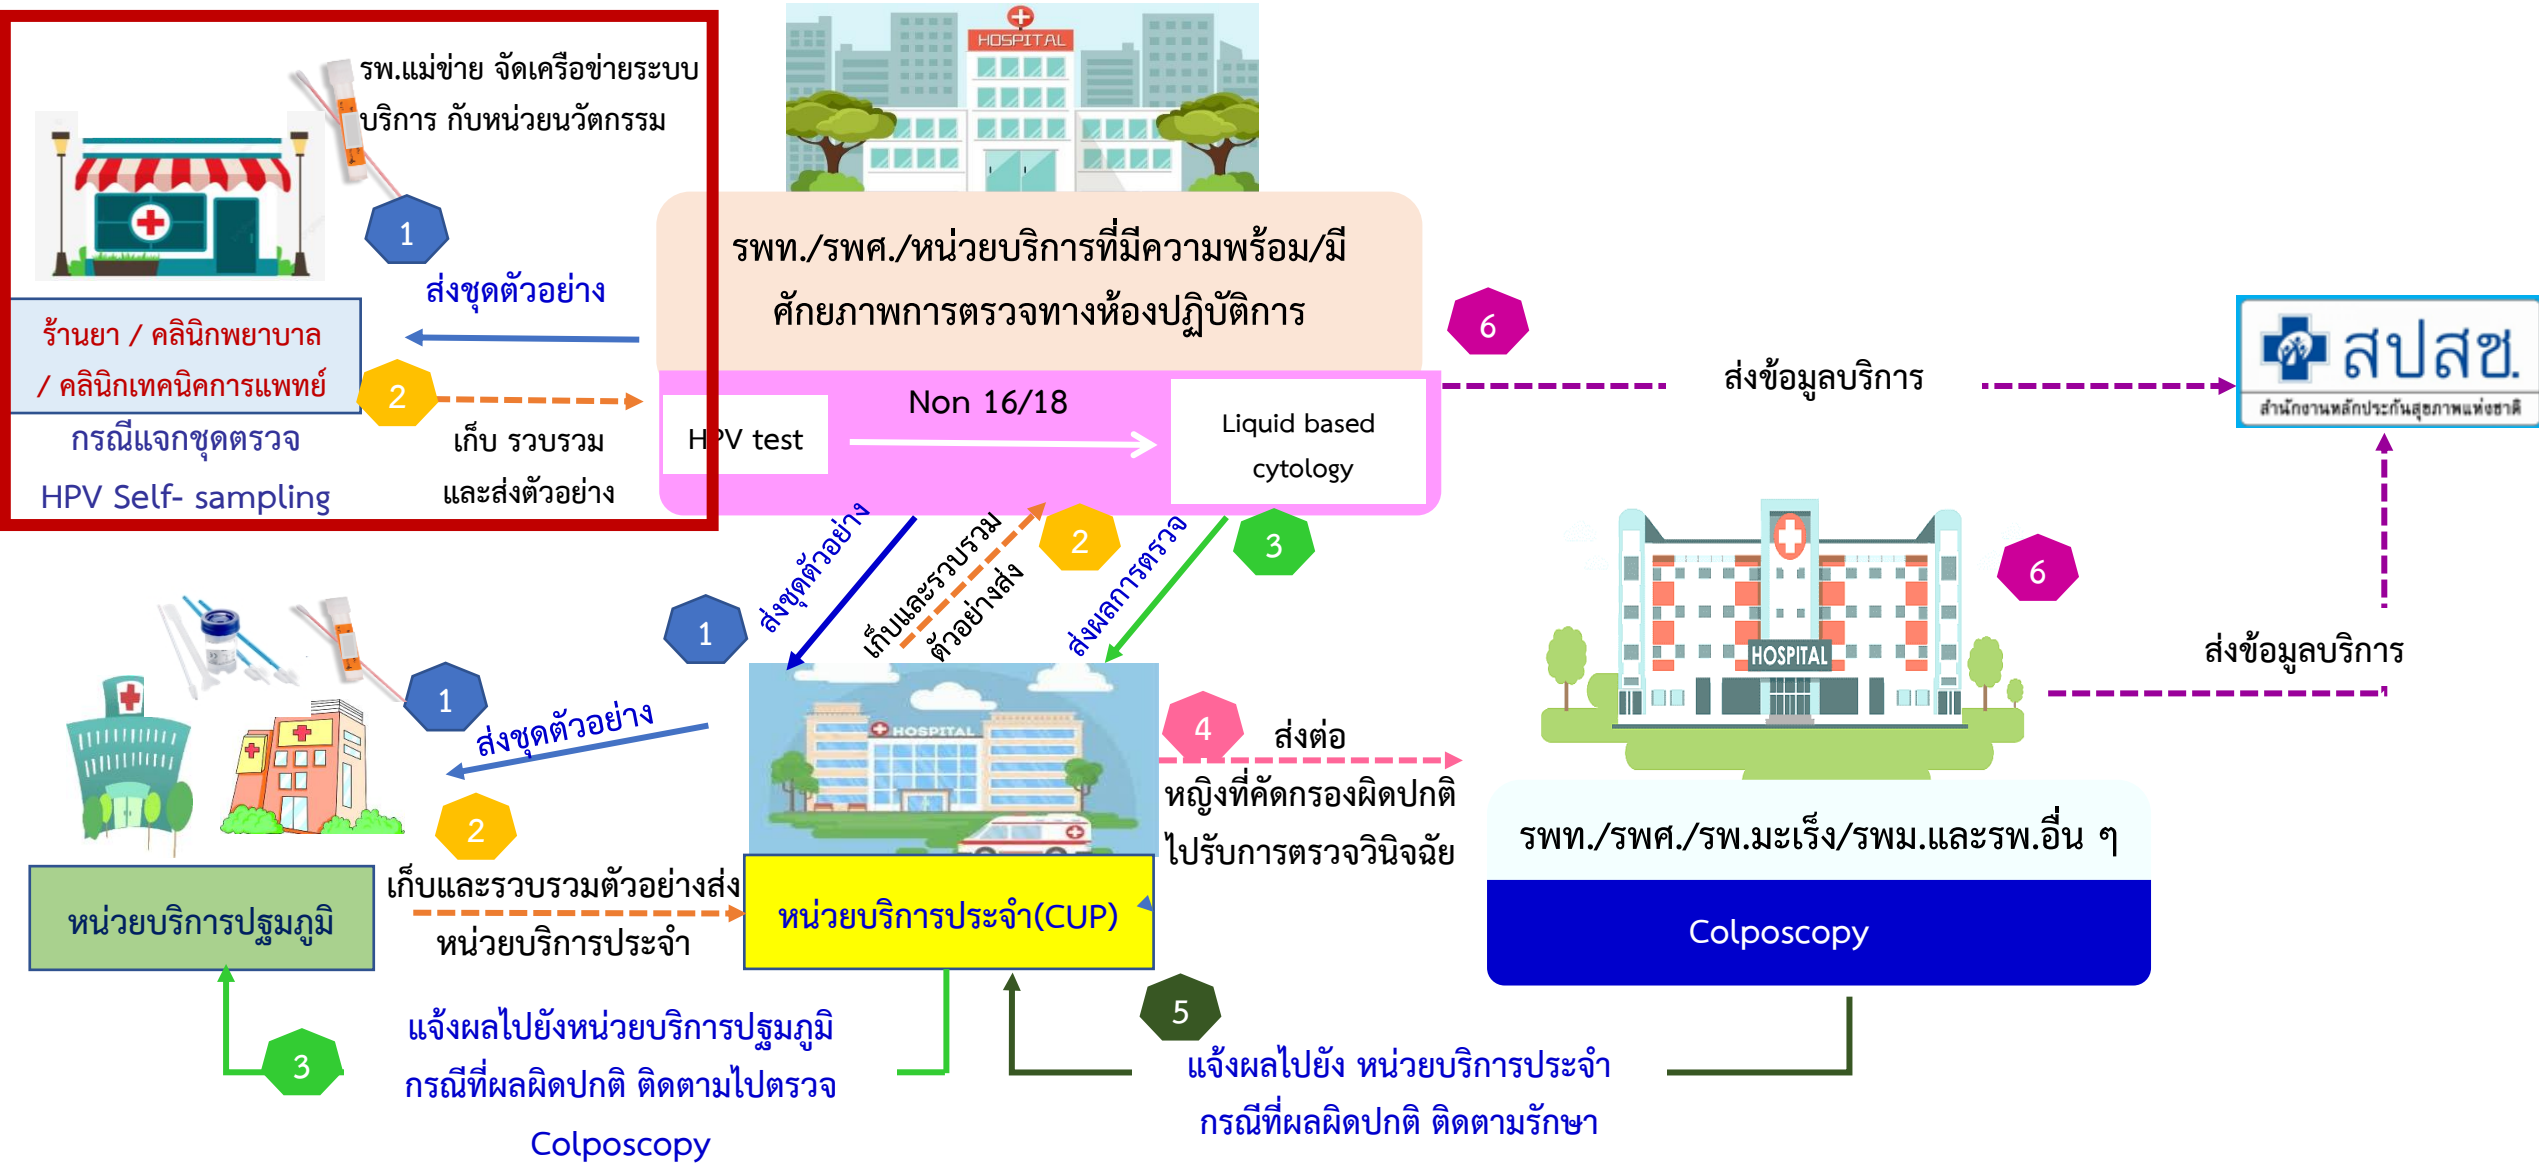 รพ.แม่ข่าย จัดเครือข่ายระบบ
บริการ กับหน่วยนวัตกรรม
1
ส่งชุดตัวอย่าง
ร้านยา / คลินิกพยาบาล
/ คลินิกเทคนิคการแพทย์
2
กรณีแจกชุดตรวจ
HPV Self- sampling
เก็บ รวบรวม
และส่งตัวอย่าง
HOSPITAL
รพท./รพศ./หน่วยบริการที่มีความพร้อม/มี
ศักยภาพการตรวจทางห้องปฏิบัติการ
HPV test
Non 16/18
Liquid based
cytology
6
ส่งข้อมูลบริการ
สปสช.
สำนักงานหลักประกันสุขภาพแห่งชาติ
1
ส่งชุดตัวอย่าง
เก็บและรวบรวม
ตัวอย่างส่ง
2
ส่งผลการตรวจ
3
HOSPITAL
6
ส่งข้อมูลบริการ
1
ส่งชุดตัวอย่าง
2
เก็บและรวบรวมตัวอย่างส่ง
หน่วยบริการประจำ
หน่วยบริการปฐมภูมิ
HOSPITAL
หน่วยบริการประจำ(CUP)
4
ส่งต่อ
หญิงที่คัดกรองผิดปกติ
ไปรับการตรวจวินิจฉัย
รพท./รพศ./รพ.มะเร็ง/รพม.และรพ.อื่น ๆ
Colposcopy
3
แจ้งผลไปยังหน่วยบริการปฐมภูมิ
กรณีที่ผลผิดปกติ ติดตามไปตรวจ
Colposcopy
5
แจ้งผลไปยัง หน่วยบริการประจำ
กรณีที่ผลผิดปกติ ติดตามรักษา